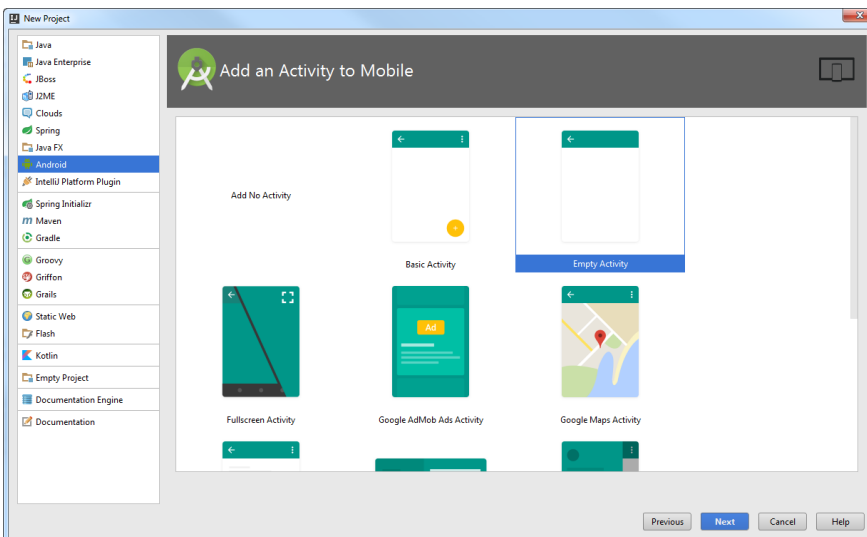 New Project
Java
Java Enterprise
JBoss
J2ME
Clouds
Spring
Java FX
Android
IntelliJ Platform Plugin
Spring Initializr
Maven
Gradle
Groovy
Griffon
Grails
Static Web
Flash
Kotlin
Empty Project
Documentation Engine
Documentation
Add an Activity to Mobile
Add No Activity
Basic Activity
Empty Activity
Ad
Fullscreen Activity
Google AdMob Ads Activity
Google Maps Activity
Previous
Next
Cancel
Help